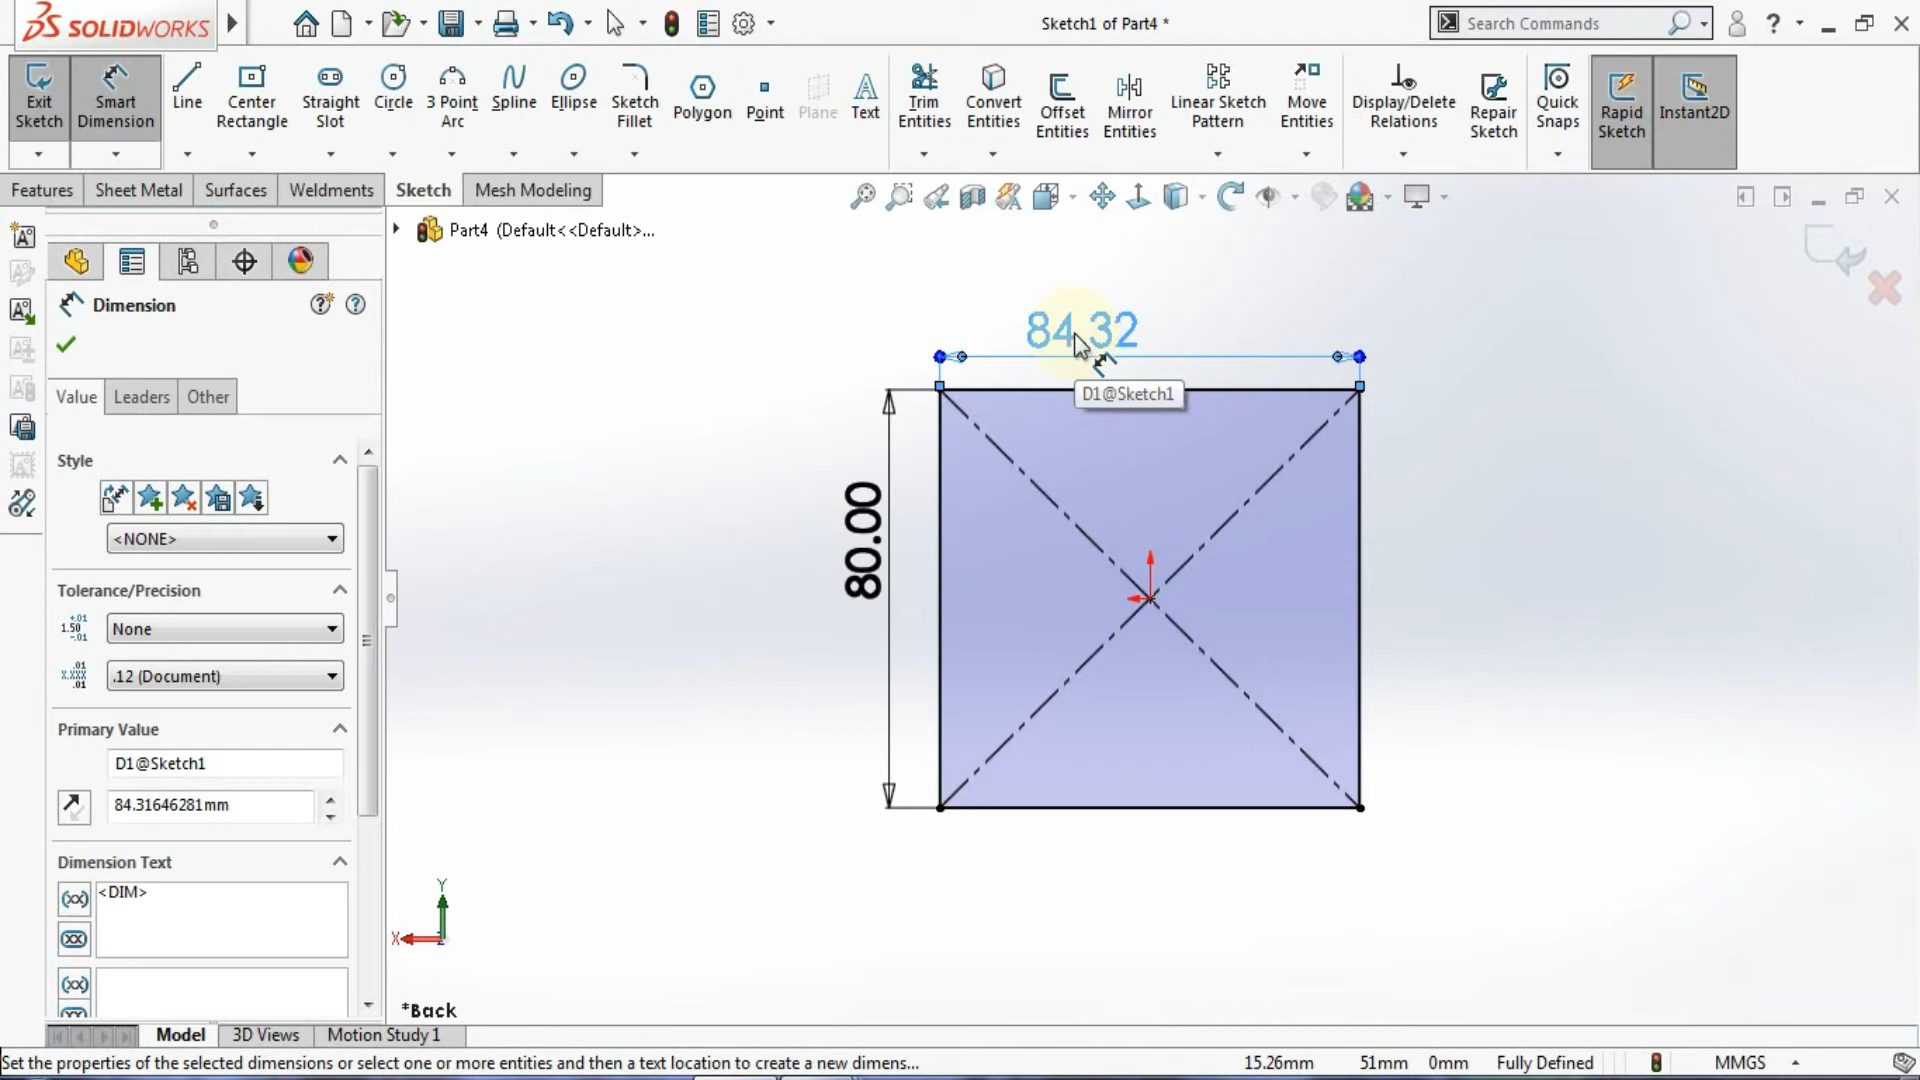 SOLIDWORKS
Sketch1 of Part4 *
Search Commands
?
Exit Sketch
Smart Dimension
Line
Center Rectangle
Straight Slot
Circle
3 Point Arc
Spline
Ellipse
Sketch Fillet
Polygon
Point
Plane
Text
Trim Entities
Convert Entities
Offset Entities
Mirror Entities
Linear Sketch Pattern
Move Entities
Display/Delete Relations
Repair Sketch
Quick Snaps
Rapid Sketch
Instant2D
Features
Sheet Metal
Surfaces
Weldments
Sketch
Mesh Modeling
Part4 (Default<<Default>...
Dimension
Value
Leaders
Other
Style
<NONE>
Tolerance/Precision
None
.12 (Document)
Primary Value
D1@Sketch1
84.31646281mm
Dimension Text
<DIM>
84.32
D1@Sketch1
80.00
Y
X
*Back
Model
3D Views
Motion Study 1
Set the properties of the selected dimensions or select one or more entities and then a text location to create a new dimens...
15.26mm
51mm
0mm
Fully Defined
MMGS